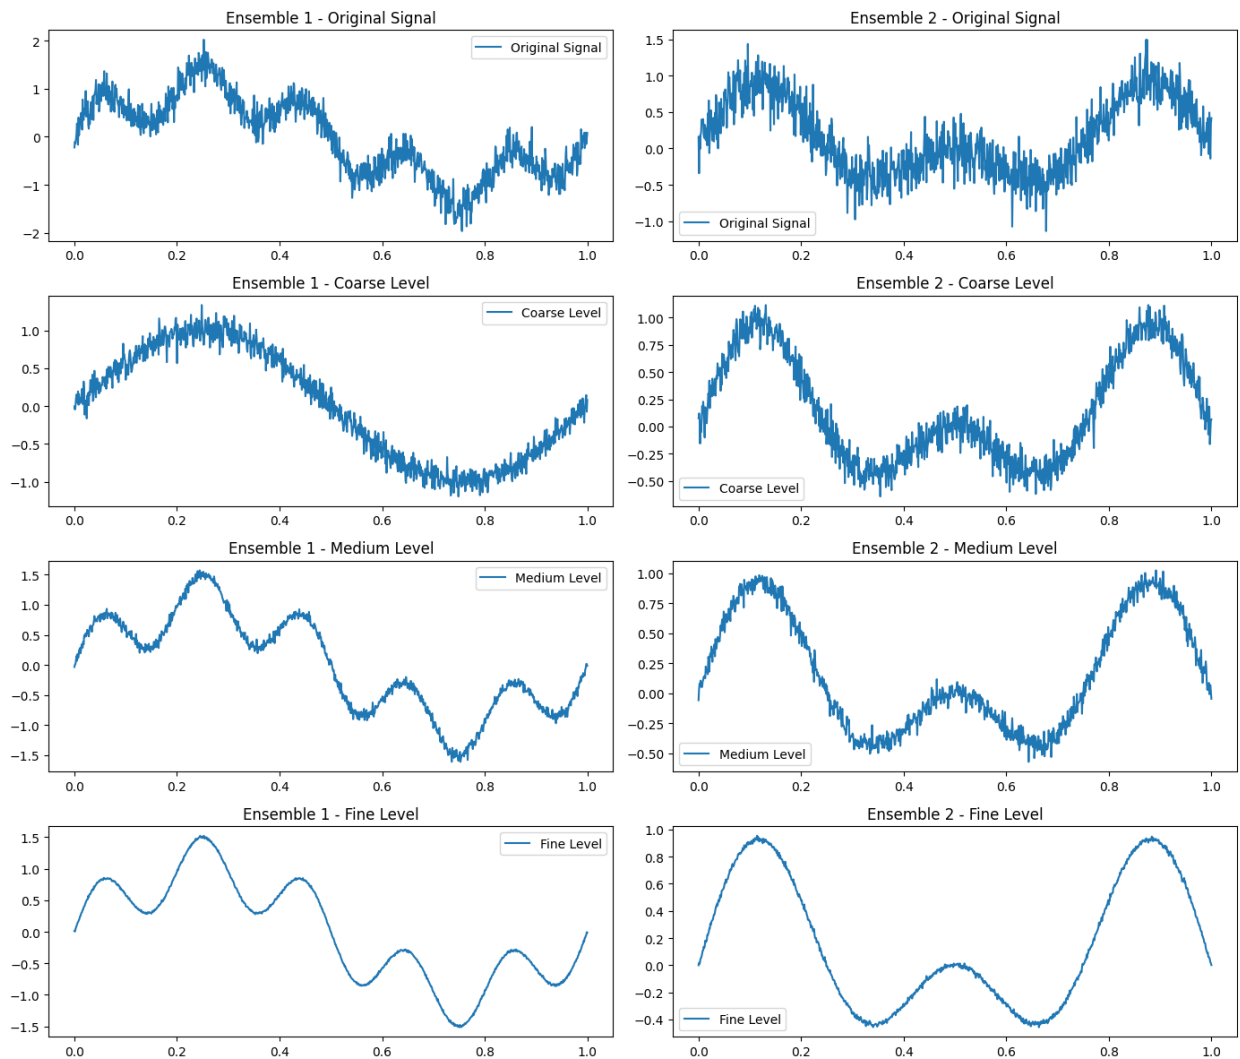 Ensemble 1 - Original Signal
2
1
0
−1
−2
Original Signal
0.0 0.2 0.4 0.6 0.8 1.0
Ensemble 2 - Original Signal
1.5
1.0
0.5
0.0
−0.5
−1.0
Original Signal
0.0 0.2 0.4 0.6 0.8 1.0
Ensemble 1 - Coarse Level
1.0
0.5
0.0
−0.5
−1.0
Coarse Level
0.0 0.2 0.4 0.6 0.8 1.0
Ensemble 2 - Coarse Level
1.00
0.75
0.50
0.25
0.00
−0.25
−0.50
Coarse Level
0.0 0.2 0.4 0.6 0.8 1.0
Ensemble 1 - Medium Level
1.5
1.0
0.5
0.0
−0.5
−1.0
−1.5
Medium Level
0.0 0.2 0.4 0.6 0.8 1.0
Ensemble 2 - Medium Level
1.00
0.75
0.50
0.25
0.00
−0.25
−0.50
Medium Level
0.0 0.2 0.4 0.6 0.8 1.0
Ensemble 1 - Fine Level
1.5
1.0
0.5
0.0
−0.5
−1.0
−1.5
Fine Level
0.0 0.2 0.4 0.6 0.8 1.0
Ensemble 2 - Fine Level
1.0
0.8
0.6
0.4
0.2
0.0
−0.2
−0.4
Fine Level
0.0 0.2 0.4 0.6 0.8 1.0